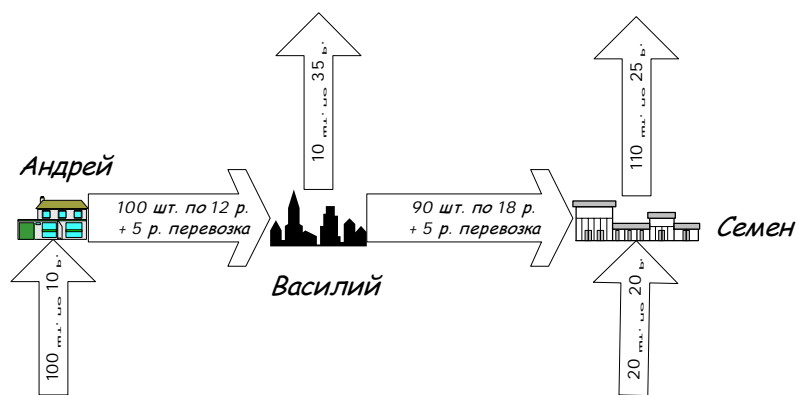 10 шт. по 35 р.
110 шт. по 25 р.
Андрей
100 шт. по 12 р.
+ 5 р. перевозка
90 шт. по 18 р.
+ 5 р. перевозка
Семен
Василий
100 шт. по 10 р.
20 шт. по 20 р.